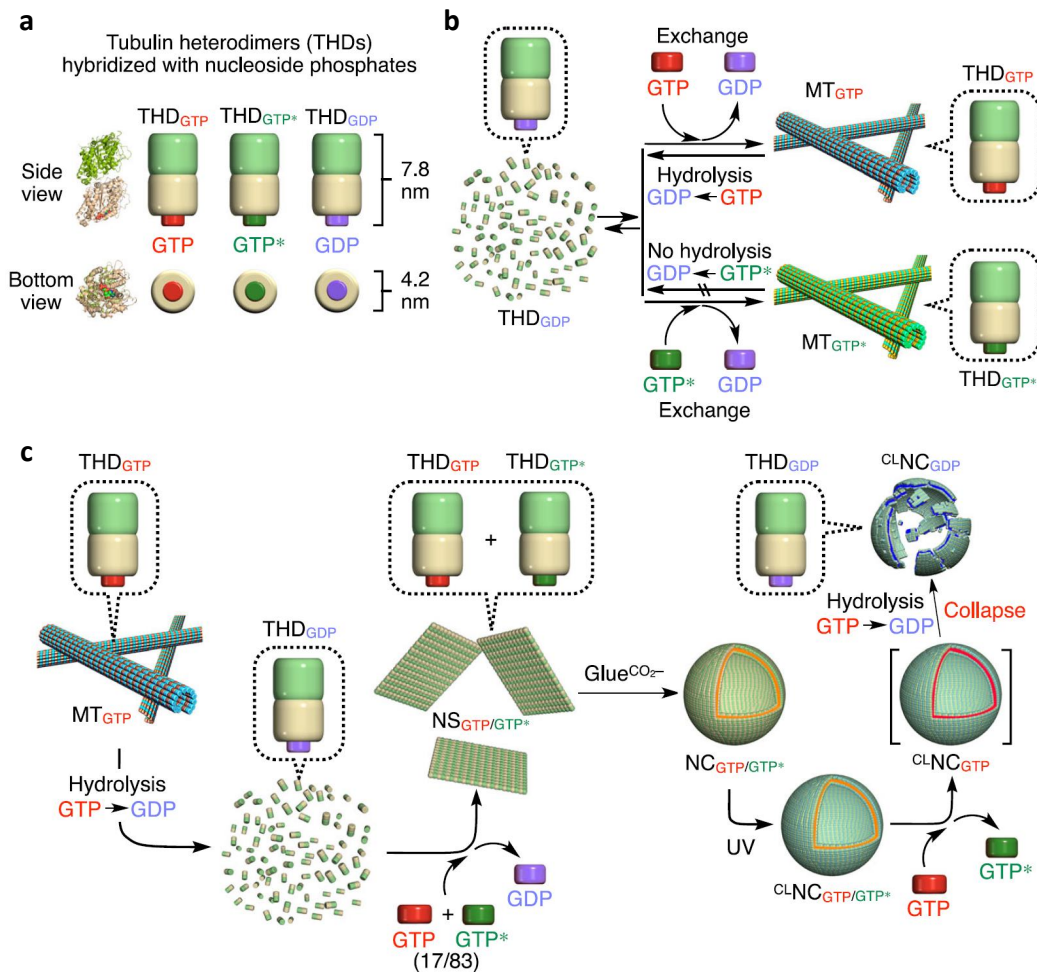 a
Tubulin heterodimers (THDs)
hybridized with nucleoside phosphates
THDGTP THDGTP* THDGDP
Side
view
7.8
nm
GTP GTP* GDP
Bottom
view
4.2
nm
b
Exchange
GTP GDP
MTGTP
THDGTP
Hydrolysis
GDP GTP
No hydrolysis
GDP GTP*
THDGDP
MTGTP*
GTP* GDP
Exchange
THDGTP*
c
THDGTP
MTGTP
Hydrolysis
GTP GDP
THDGDP
THDGTP THDGTP*
+
NSGTP/GTP*
GDP
GTP + GTP*
(17/83)
GlueCO2–
THDGDP
CLNCGDP
Hydrolysis
GTP GDP
Collapse
NCGTP/GTP*
CLNCGTP
UV
CLNCGTP/GTP*
GTP
GTP*